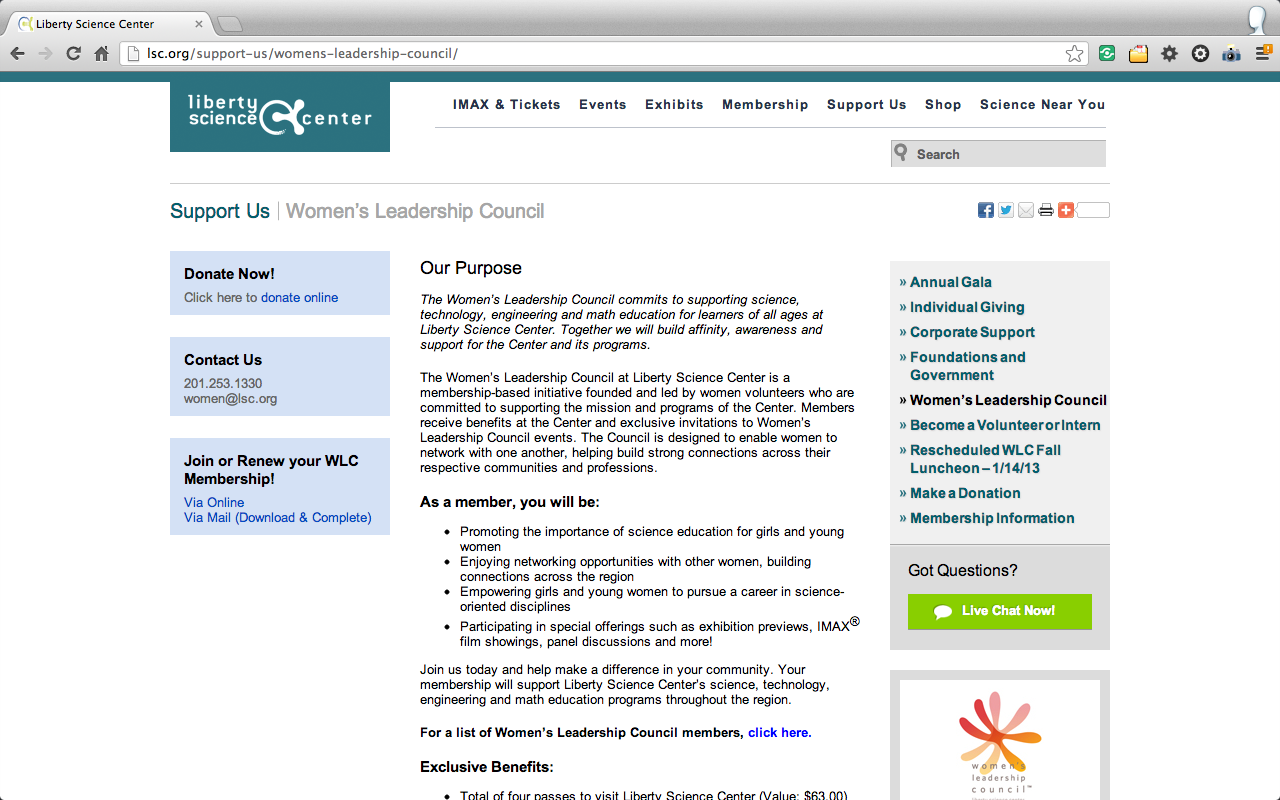 Liberty Science Center
lsc.org/support-us/womens-leadership-council/
liberty
science center
IMAX & Tickets Events Exhibits Membership Support Us Shop Science Near You
Search
Support Us | Women's Leadership Council
Donate Now!
Click here to donate online
Contact Us
201.253.1330
women@lsc.org
Join or Renew your WLC
Membership!
Via Online
Via Mail (Download & Complete)
Our Purpose
The Women's Leadership Council commits to supporting science,
technology, engineering and math education for learners of all ages at
Liberty Science Center. Together we will build affinity, awareness and
support for the Center and its programs.
The Women's Leadership Council at Liberty Science Center is a
membership-based initiative founded and led by women volunteers who are
committed to supporting the mission and programs of the Center. Members
receive benefits at the Center and exclusive invitations to Women's
Leadership Council events. The Council is designed to enable women to
network with one another, helping build strong connections across their
respective communities and professions.
As a member, you will be:
• Promoting the importance of science education for girls and young
women
• Enjoying networking opportunities with other women, building
connections across the region
• Empowering girls and young women to pursue a career in science-
oriented disciplines
• Participating in special offerings such as exhibition previews, IMAX®
film showings, panel discussions and more!
Join us today and help make a difference in your community. Your
membership will support Liberty Science Center's science, technology,
engineering and math education programs throughout the region.
For a list of Women's Leadership Council members, click here.
Exclusive Benefits:
• Total of four passes to visit Liberty Science Center (Value: $63.00)
» Annual Gala
» Individual Giving
» Corporate Support
» Foundations and
Government
» Women's Leadership Council
» Become a Volunteer or Intern
» Rescheduled WLC Fall
Luncheon – 1/14/13
» Make a Donation
» Membership Information
Got Questions?
Live Chat Now!
women's
leadership
council™